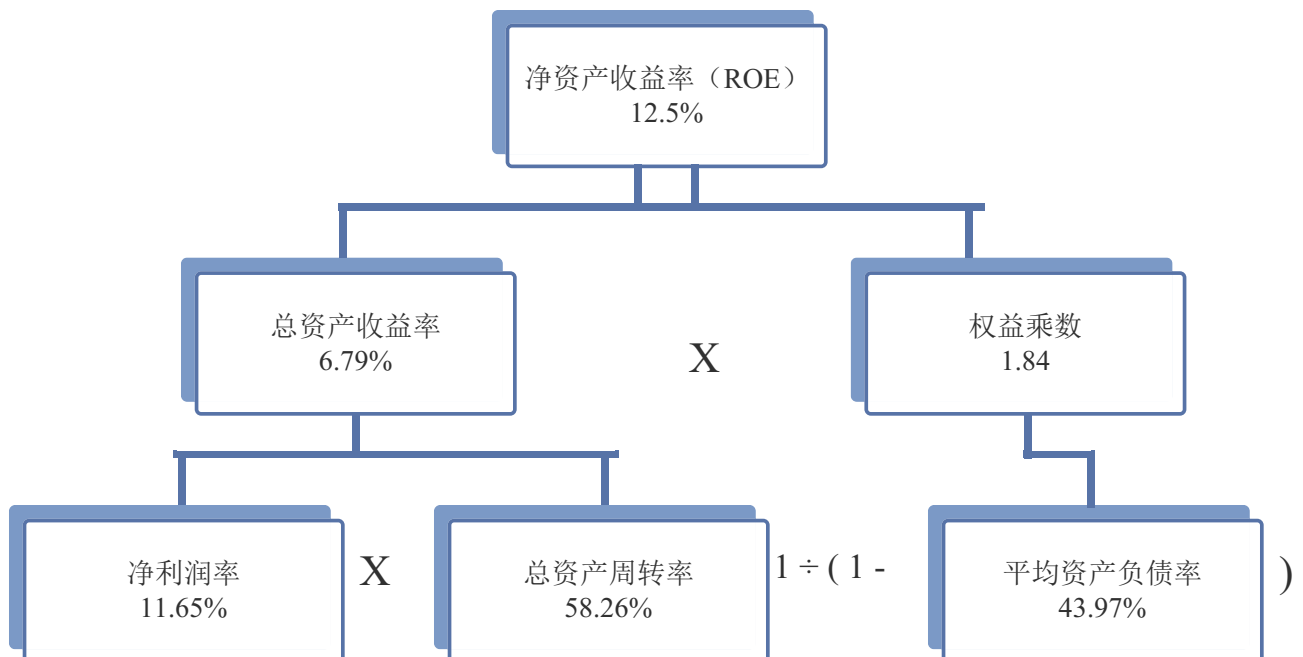 净资产收益率（ROE）
12.5%
总资产收益率
6.79%
X
权益乘数
1.84
净利润率
11.65%
X
总资产周转率
58.26%
1 ÷ ( 1 -
平均资产负债率
43.97%
)